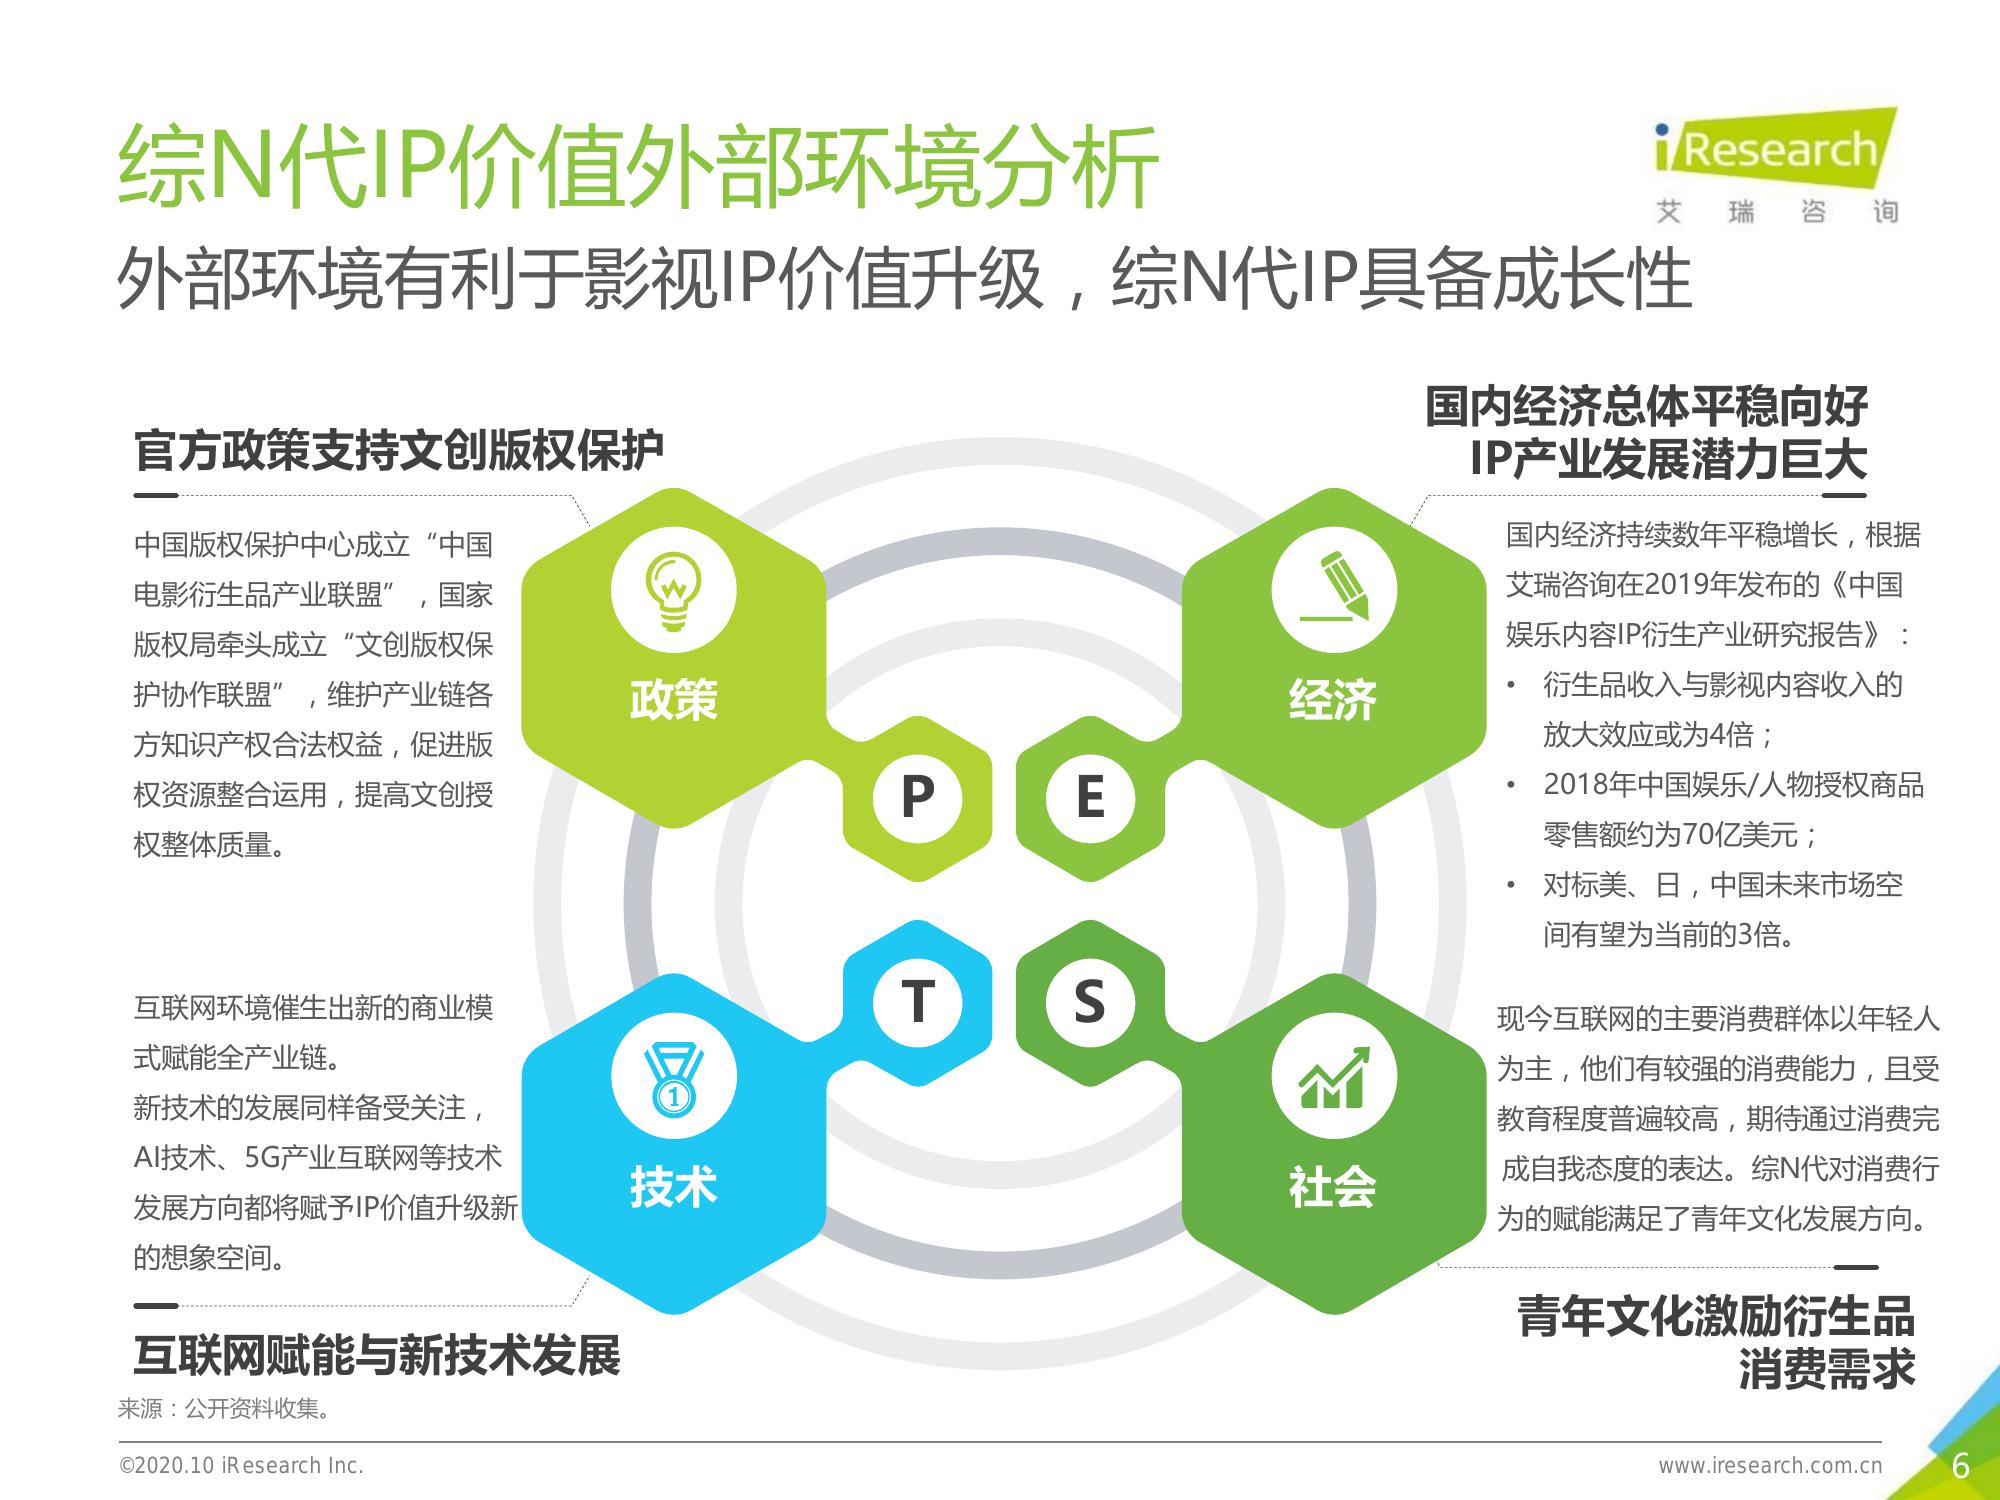 综N代IP价值外部环境分析
iResearch
艾瑞咨询
外部环境有利于影视IP价值升级，综N代IP具备成长性
官方政策支持文创版权保护
中国版权保护中心成立“中国
电影衍生品产业联盟”，国家
版权局牵头成立“文创版权保
护协作联盟”，维护产业链各
方知识产权合法权益，促进版
权资源整合运用，提高文创授
权整体质量。
政策
P
国内经济总体平稳向好
IP产业发展潜力巨大
国内经济持续数年平稳增长，根据
艾瑞咨询在2019年发布的《中国
娱乐内容IP衍生产业研究报告》：
• 衍生品收入与影视内容收入的
放大效应或为4倍；
• 2018年中国娱乐/人物授权商品
零售额约为70亿美元；
• 对标美、日，中国未来市场空
间有望为当前的3倍。
经济
E
互联网环境催生出新的商业模
式赋能全产业链。
新技术的发展同样备受关注，
AI技术、5G产业互联网等技术
发展方向都将赋予IP价值升级新
的想象空间。
互联网赋能与新技术发展
T
1
技术
S
社会
现今互联网的主要消费群体以年轻人
为主，他们有较强的消费能力，且受
教育程度普遍较高，期待通过消费完
成自我态度的表达。综N代对消费行
为的赋能满足了青年文化发展方向。
青年文化激励衍生品
消费需求
来源：公开资料收集。
©2020.10 iResearch Inc.
www.iresearch.com.cn
6